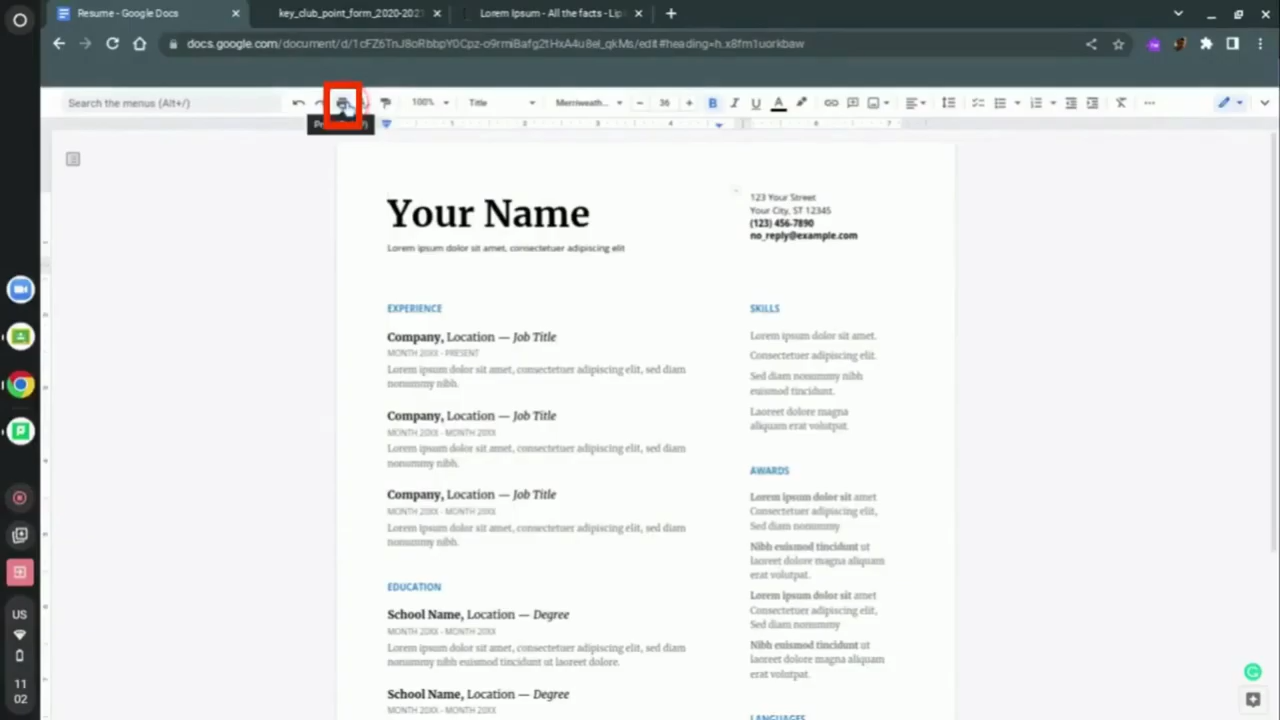 Resume - Google Docs
key_club_point_form_2020-2021
Lorem Ipsum - All the facts - Lip
docs.google.com/document/d/1cFZ6TnJ8oRbbpY0Cpz-o9rmiBafg2tHxA4u8eI_qkMs/edit#heading=h.x8fm1uorkbaw
Search the menus (Alt+/)
100%
Title
Merriweath...
36
B
I
U
A
1
2
3
4
6
7
Your Name
Lorem ipsum dolor sit amet, consectetuer adipiscing elit
123 Your Street
Your City, ST 12345
(123) 456-7890
no_reply@example.com
EXPERIENCE
Company, Location — Job Title
MONTH 20XX - PRESENT
Lorem ipsum dolor sit amet, consectetuer adipiscing elit, sed diam
nonummy nibh.
Company, Location — Job Title
MONTH 20XX - MONTH 20XX
Lorem ipsum dolor sit amet, consectetuer adipiscing elit, sed diam
nonummy nibh.
Company, Location — Job Title
MONTH 20XX - MONTH 20XX
Lorem ipsum dolor sit amet, consectetuer adipiscing elit, sed diam
nonummy nibh.
EDUCATION
School Name, Location — Degree
MONTH 20XX - MONTH 20XX
Lorem ipsum dolor sit amet, consectetuer adipiscing elit, sed diam
nonummy nibh euismod tincidunt ut laoreet dolore.
School Name, Location — Degree
MONTH 20XX - MONTH 20XX
SKILLS
Lorem ipsum dolor sit amet.
Consectetuer adipiscing elit.
Sed diam nonummy nibh
euismod tincidunt.
Laoreet dolore magna
aliquam erat volutpat.
AWARDS
Lorem ipsum dolor sit amet
Consectetuer adipiscing elit,
Sed diam nonummy
Nibh euismod tincidunt ut
laoreet dolore magna aliquam
erat volutpat.
Lorem ipsum dolor sit amet
Consectetuer adipiscing elit,
Sed diam nonummy
Nibh euismod tincidunt ut
laoreet dolore magna aliquam
erat volutpat.
LANGUAGES
US
11
02